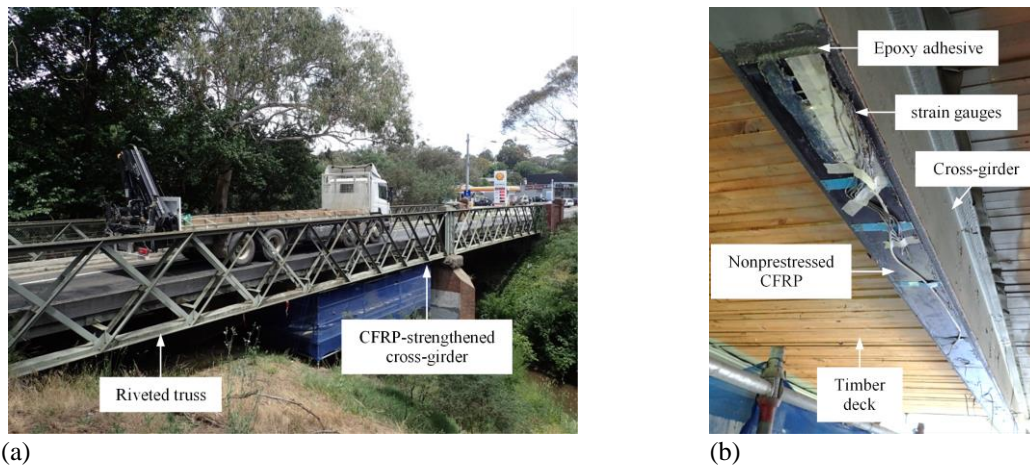 CFRP-strengthened
cross-girder
Riveted truss
(a)
Epoxy adhesive
strain gauges
Cross-girder
Nonprestressed
CFRP
Timber
deck
(b)